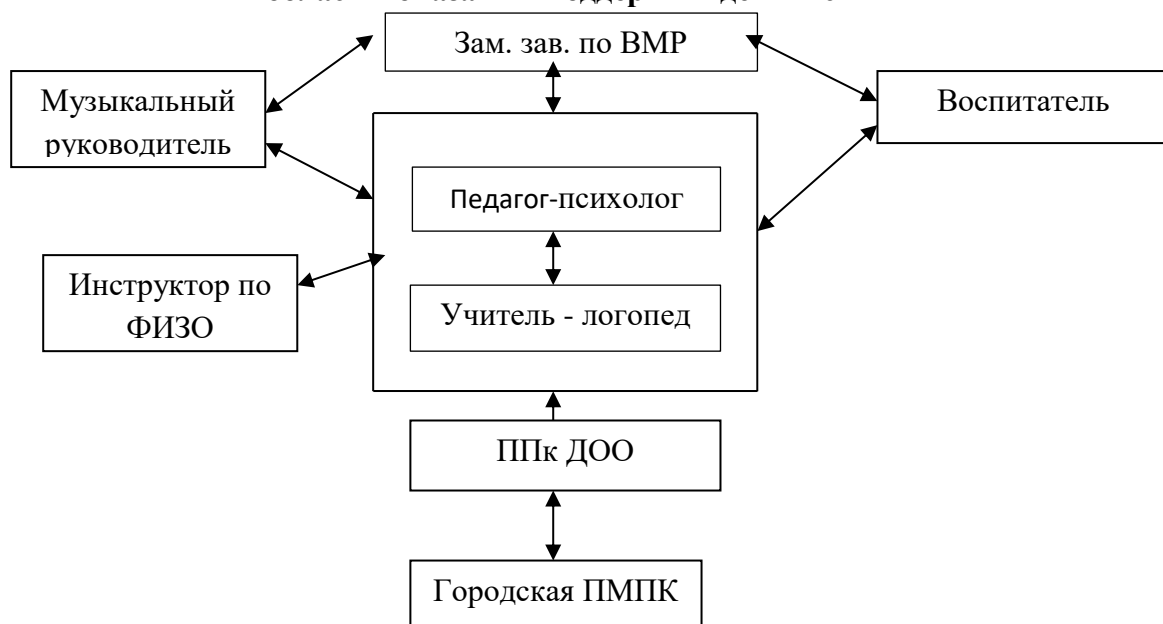 Зам. зав. по ВМР
Музыкальный
руководитель
Воспитатель
Педагог-психолог
Инструктор по
ФИЗО
Учитель - логопед
ППк ДОО
Городская ПМПК